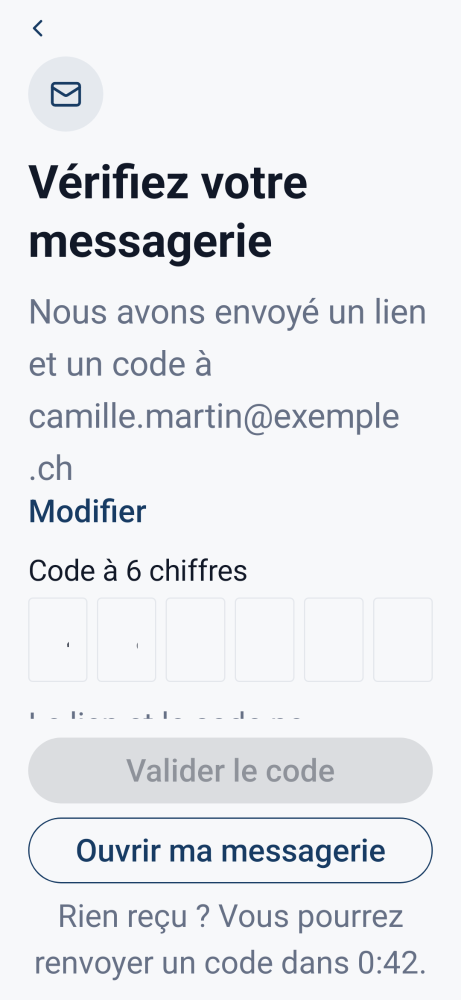 Vérifiez votre
messagerie
Nous avons envoyé un lien
et un code à
camille.martin@exemple
.ch
Modifier
Code à 6 chiffres
Valider le code
Ouvrir ma messagerie
Rien reçu ? Vous pourrez
renvoyer un code dans 0:42.